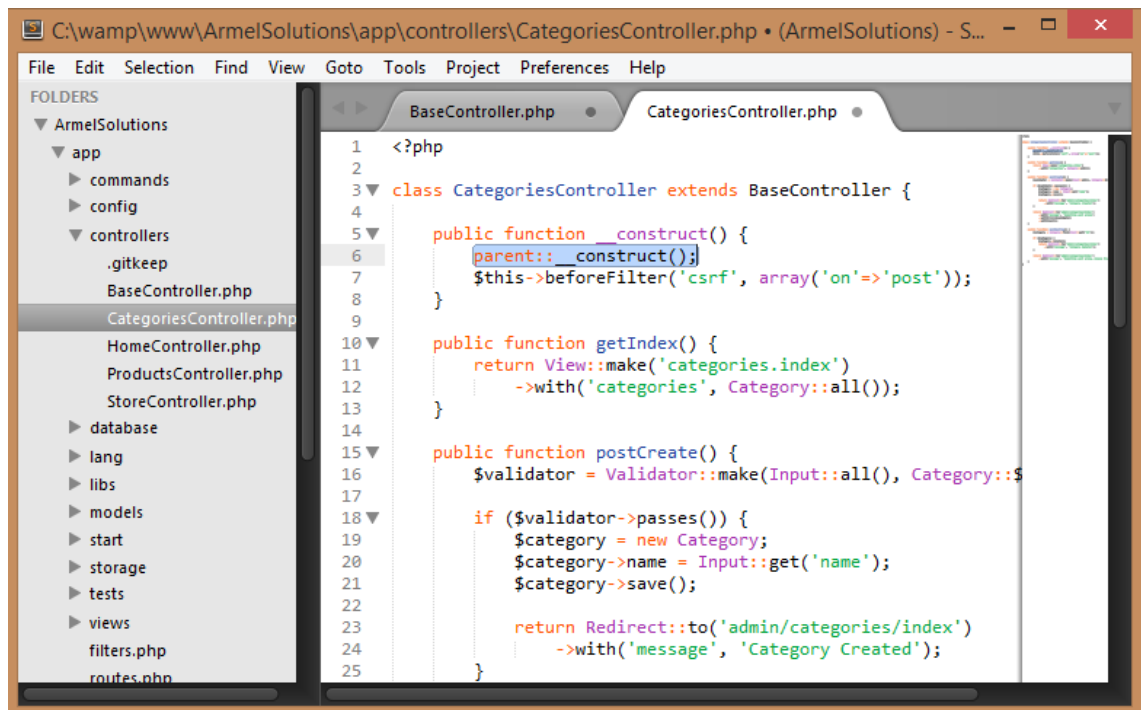 C:\wamp\www\ArmelSolutions\app\controllers\CategoriesController.php • (ArmelSolutions) - S...
File Edit Selection Find View Goto Tools Project Preferences Help
FOLDERS
ArmelSolutions
app
commands
config
controllers
.gitkeep
BaseController.php
CategoriesController.php
HomeController.php
ProductsController.php
StoreController.php
database
lang
libs
models
start
storage
tests
views
filters.php
routes.php
BaseController.php CategoriesController.php
1 <?php
2
3 class CategoriesController extends BaseController {
4
5 public function __construct() {
6 parent::__construct();
7 $this->beforeFilter('csrf', array('on'=>'post'));
8 }
9
10 public function getIndex() {
11 return View::make('categories.index')
12 ->with('categories', Category::all());
13 }
14
15 public function postCreate() {
16 $validator = Validator::make(Input::all(), Category::$
17
18 if ($validator->passes()) {
19 $category = new Category;
20 $category->name = Input::get('name');
21 $category->save();
22
23 return Redirect::to('admin/categories/index')
24 ->with('message', 'Category Created');
25 }